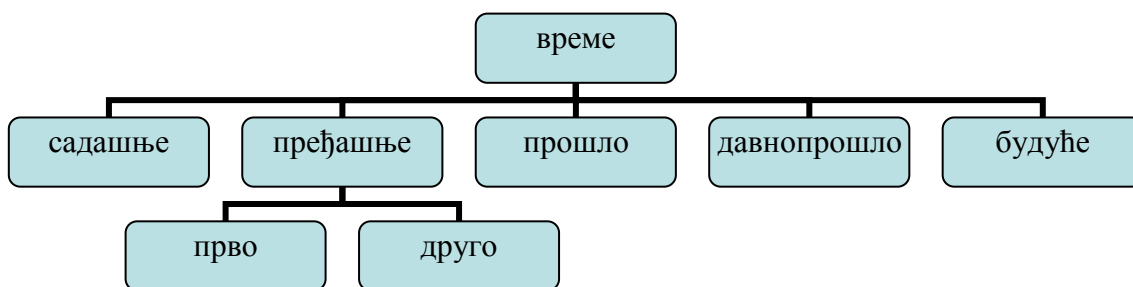 време
садашње
пређашње
прошло
давнопрошло
будуће
прво
друго